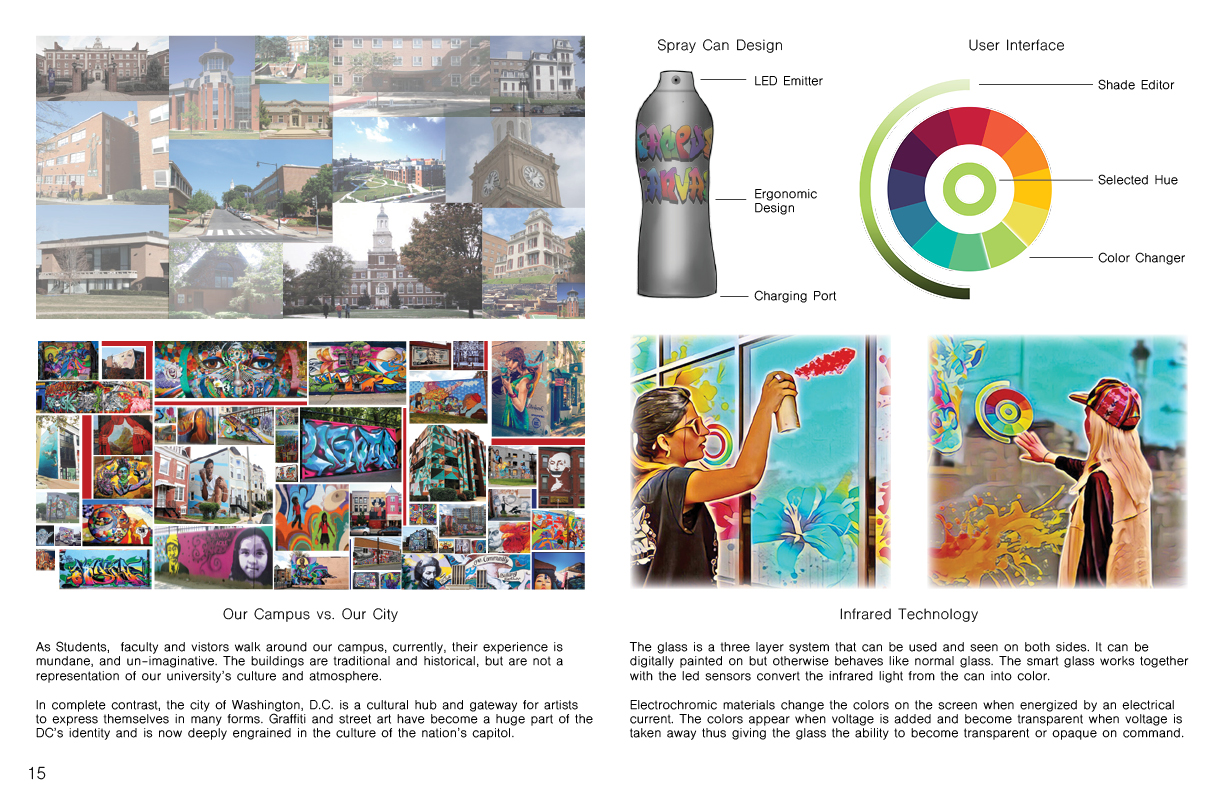 Spray Can Design
User Interface
LED Emitter
Shade Editor
Ergonomic
Design
Selected Hue
Color Changer
Charging Port
Our Campus vs. Our City
As Students, faculty and vistors walk around our campus, currently, their experience is
mundane, and un-imaginative. The buildings are traditional and historical, but are not a
representation of our university's culture and atmosphere.
In complete contrast, the city of Washington, D.C. is a cultural hub and gateway for artists
to express themselves in many forms. Graffiti and street art have become a huge part of the
DC's identity and is now deeply engrained in the culture of the nation's capitol.
Infrared Technology
The glass is a three layer system that can be used and seen on both sides. It can be
digitally painted on but otherwise behaves like normal glass. The smart glass works together
with the led sensors convert the infrared light from the can into color.
Electrochromic materials change the colors on the screen when energized by an electrical
current. The colors appear when voltage is added and become transparent when voltage is
taken away thus giving the glass the ability to become transparent or opaque on command.
15